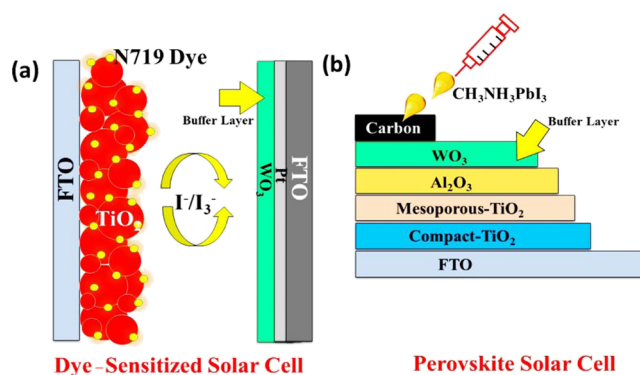 (a)
N719 Dye
FTO
TiO₂
I⁻/I₃⁻
Buffer Layer
WO₃
Pt
FTO
Dye-Sensitized Solar Cell
(b)
CH₃NH₃PbI₃
Carbon
Buffer Layer
WO₃
Al₂O₃
Mesoporous-TiO₂
Compact-TiO₂
FTO
Perovskite Solar Cell